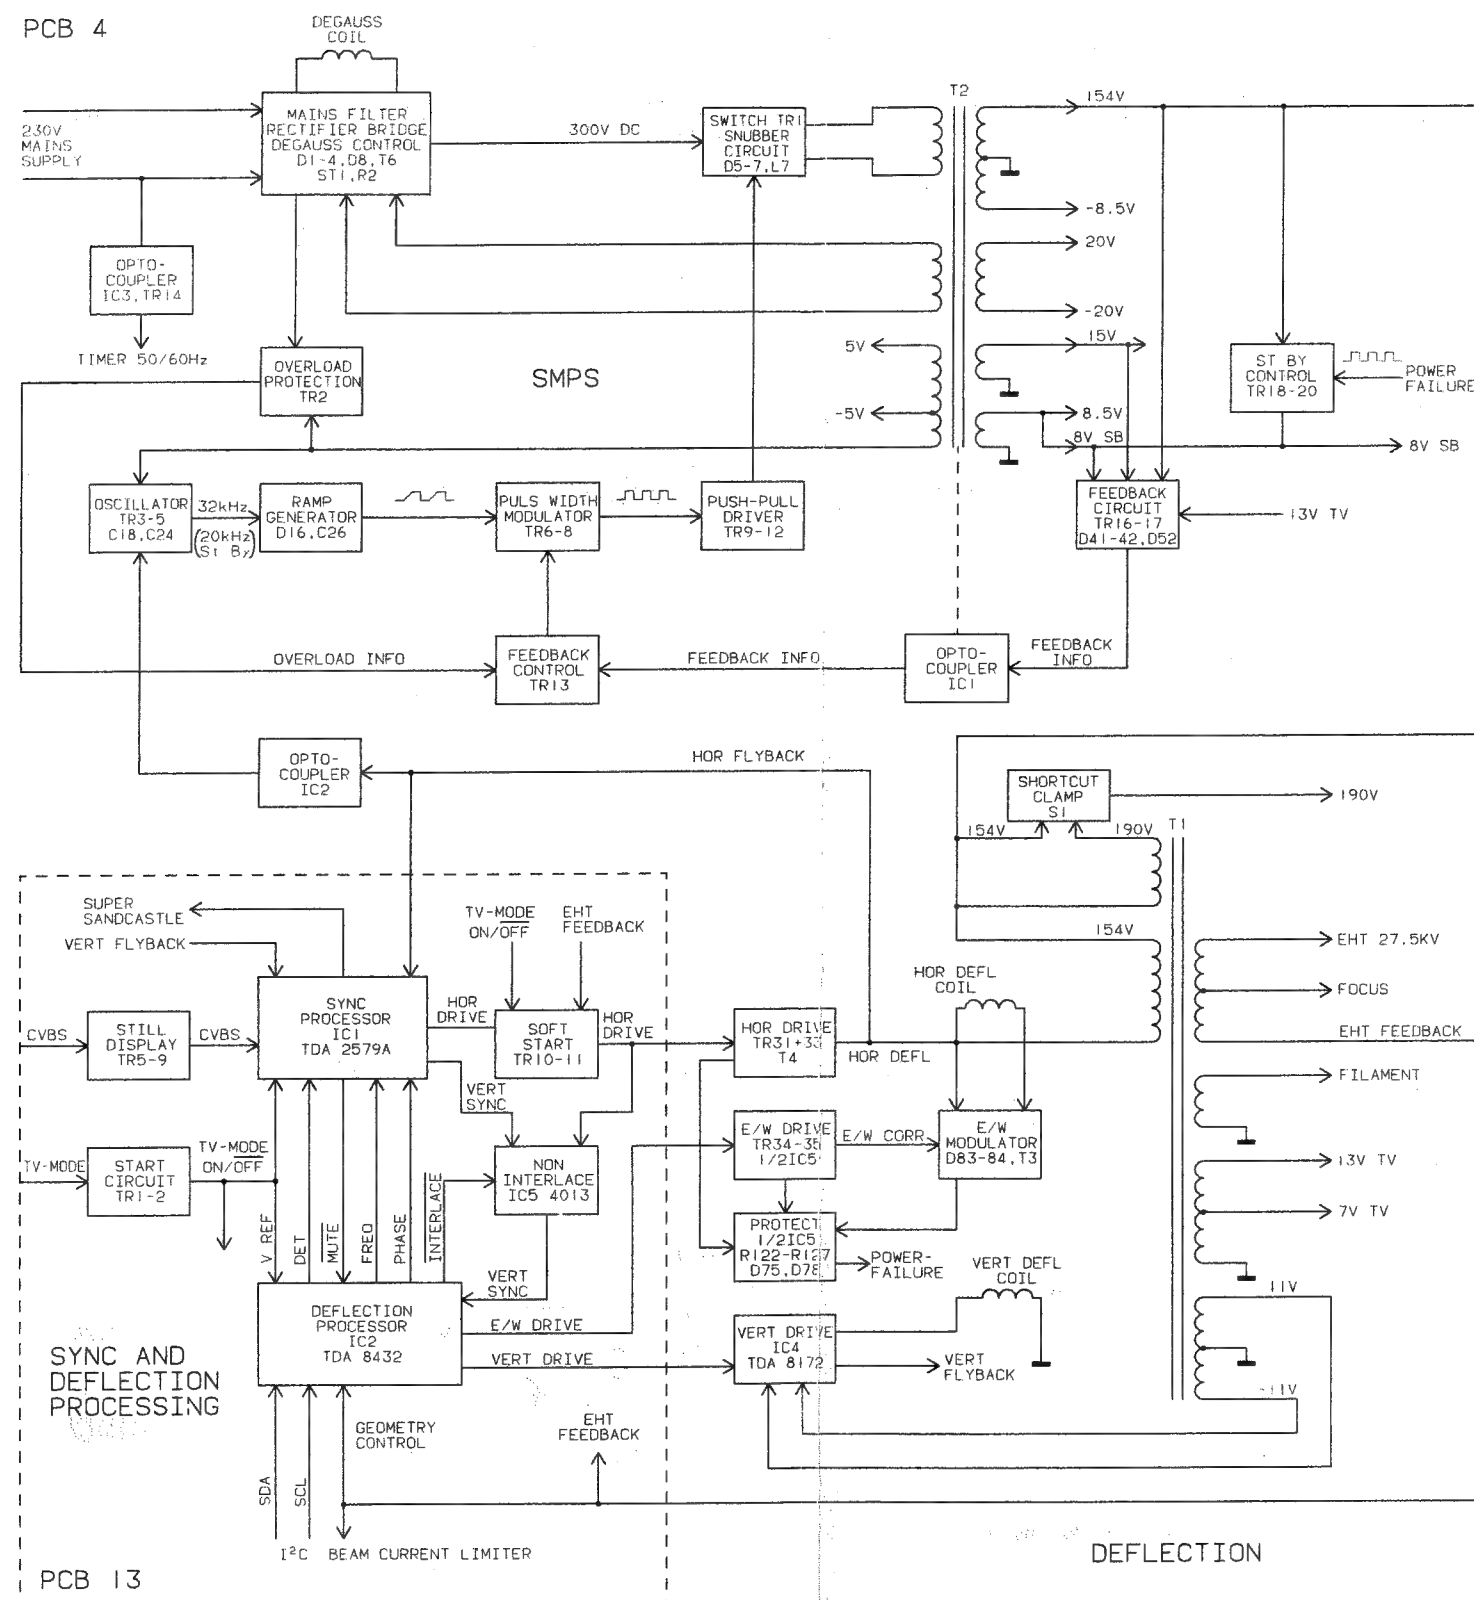 PCB 4
DEGAUSS
COIL
230V
MAINS
SUPPLY
MAINS FILTER
RECTIFIER BRIDGE
DEGAUSS CONTROL
D1-4,D8,T6
ST1,R2
300V DC
SWITCH TR1
SNUBBER
CIRCUIT
D5-7,L7
T2
154V
-8.5V
20V
-20V
15V
8.5V
8V SB
8V SB
5V
-5V
OPTO-
COUPLER
IC3,TR14
TIMER 50/60Hz
OVERLOAD
PROTECTION
TR2
SMPS
ST BY
CONTROL
TR18-20
POWER
FAILURE
OSCILLATOR
TR3-5
C18,C24
32kHz
(20kHz
St By)
RAMP
GENERATOR
D16,C26
PULS WIDTH
MODULATOR
TR6-8
PUSH-PULL
DRIVER
TR9-12
FEEDBACK
CIRCUIT
TR16-17
D41-42,D52
13V TV
OVERLOAD INFO
FEEDBACK
CONTROL
TR13
FEEDBACK INFO
OPTO-
COUPLER
IC1
FEEDBACK
INFO
OPTO-
COUPLER
IC2
HOR FLYBACK
SHORTCUT
CLAMP
S1
190V
154V
190V
T1
154V
SUPER
SANDCASTLE
VERT FLYBACK
TV-MODE
ON/OFF
EHT
FEEDBACK
CVBS
STILL
DISPLAY
TR5-9
CVBS
SYNC
PROCESSOR
IC1
TDA 2579A
HOR
DRIVE
SOFT
START
TR10-11
HOR
DRIVE
HOR DRIVE
TR31+33
T4
HOR DEFL
HOR DEFL
COIL
EHT 27.5KV
FOCUS
EHT FEEDBACK
FILAMENT
13V TV
7V TV
11V
-11V
VERT
SYNC
TV-MODE
START
CIRCUIT
TR1-2
TV-MODE
ON/OFF
NON
INTERLACE
IC5 4013
E/W DRIVE
TR34-35
1/2IC5
E/W CORR
E/W
MODULATOR
D83-84,T3
V REF
DET
MUTE
FREQ
PHASE
INTERLACE
VERT
SYNC
PROTECT
1/2IC5
R122-R127
D75,D78
POWER-
FAILURE
VERT DEFL
COIL
DEFLECTION
PROCESSOR
IC2
TDA 8432
E/W DRIVE
VERT DRIVE
VERT DRIVE
IC4
TDA 8172
VERT
FLYBACK
SYNC AND
DEFLECTION
PROCESSING
GEOMETRY
CONTROL
EHT
FEEDBACK
SDA
SCL
I²C
BEAM CURRENT LIMITER
DEFLECTION
PCB 13